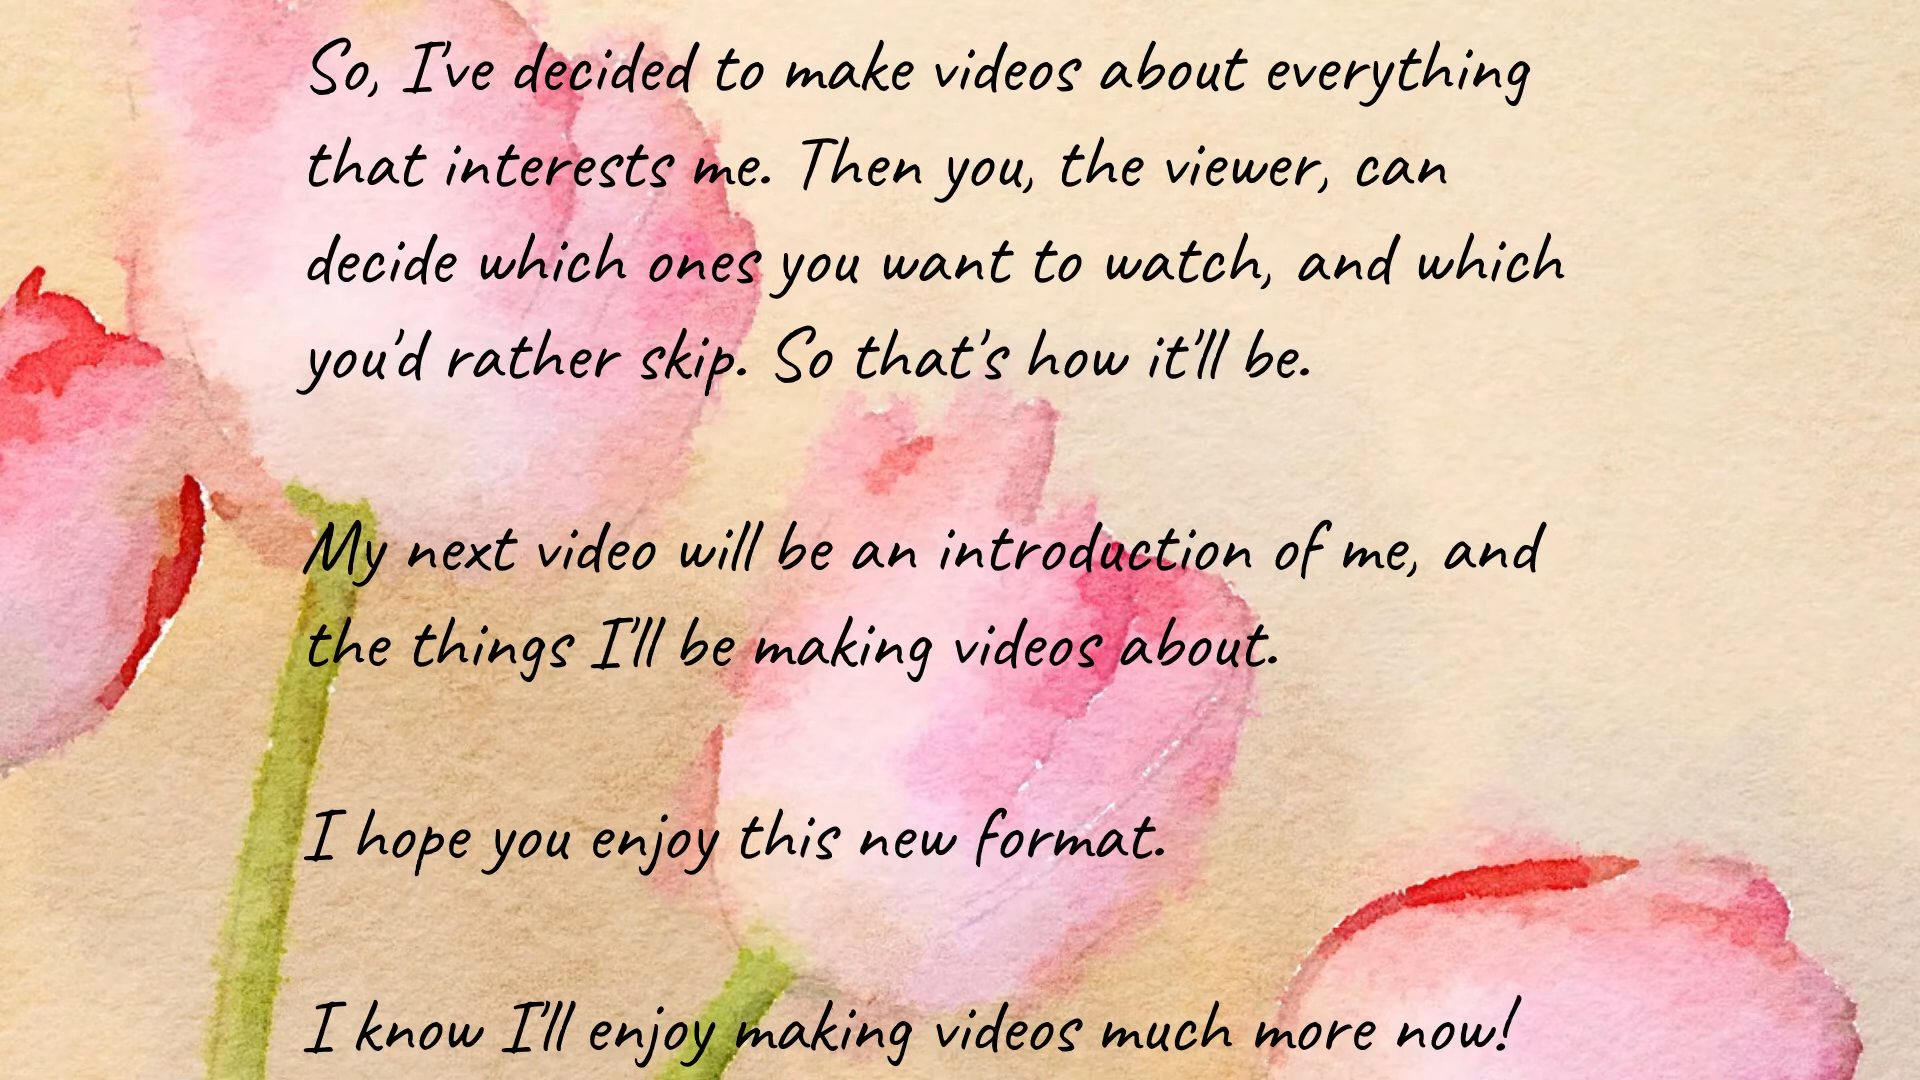 So, I've decided to make videos about everything
that interests me. Then you, the viewer, can
decide which ones you want to watch, and which
you'd rather skip. So that's how it'll be.
My next video will be an introduction of me, and
the things I'll be making videos about.
I hope you enjoy this new format.
I know I'll enjoy making videos much more now!